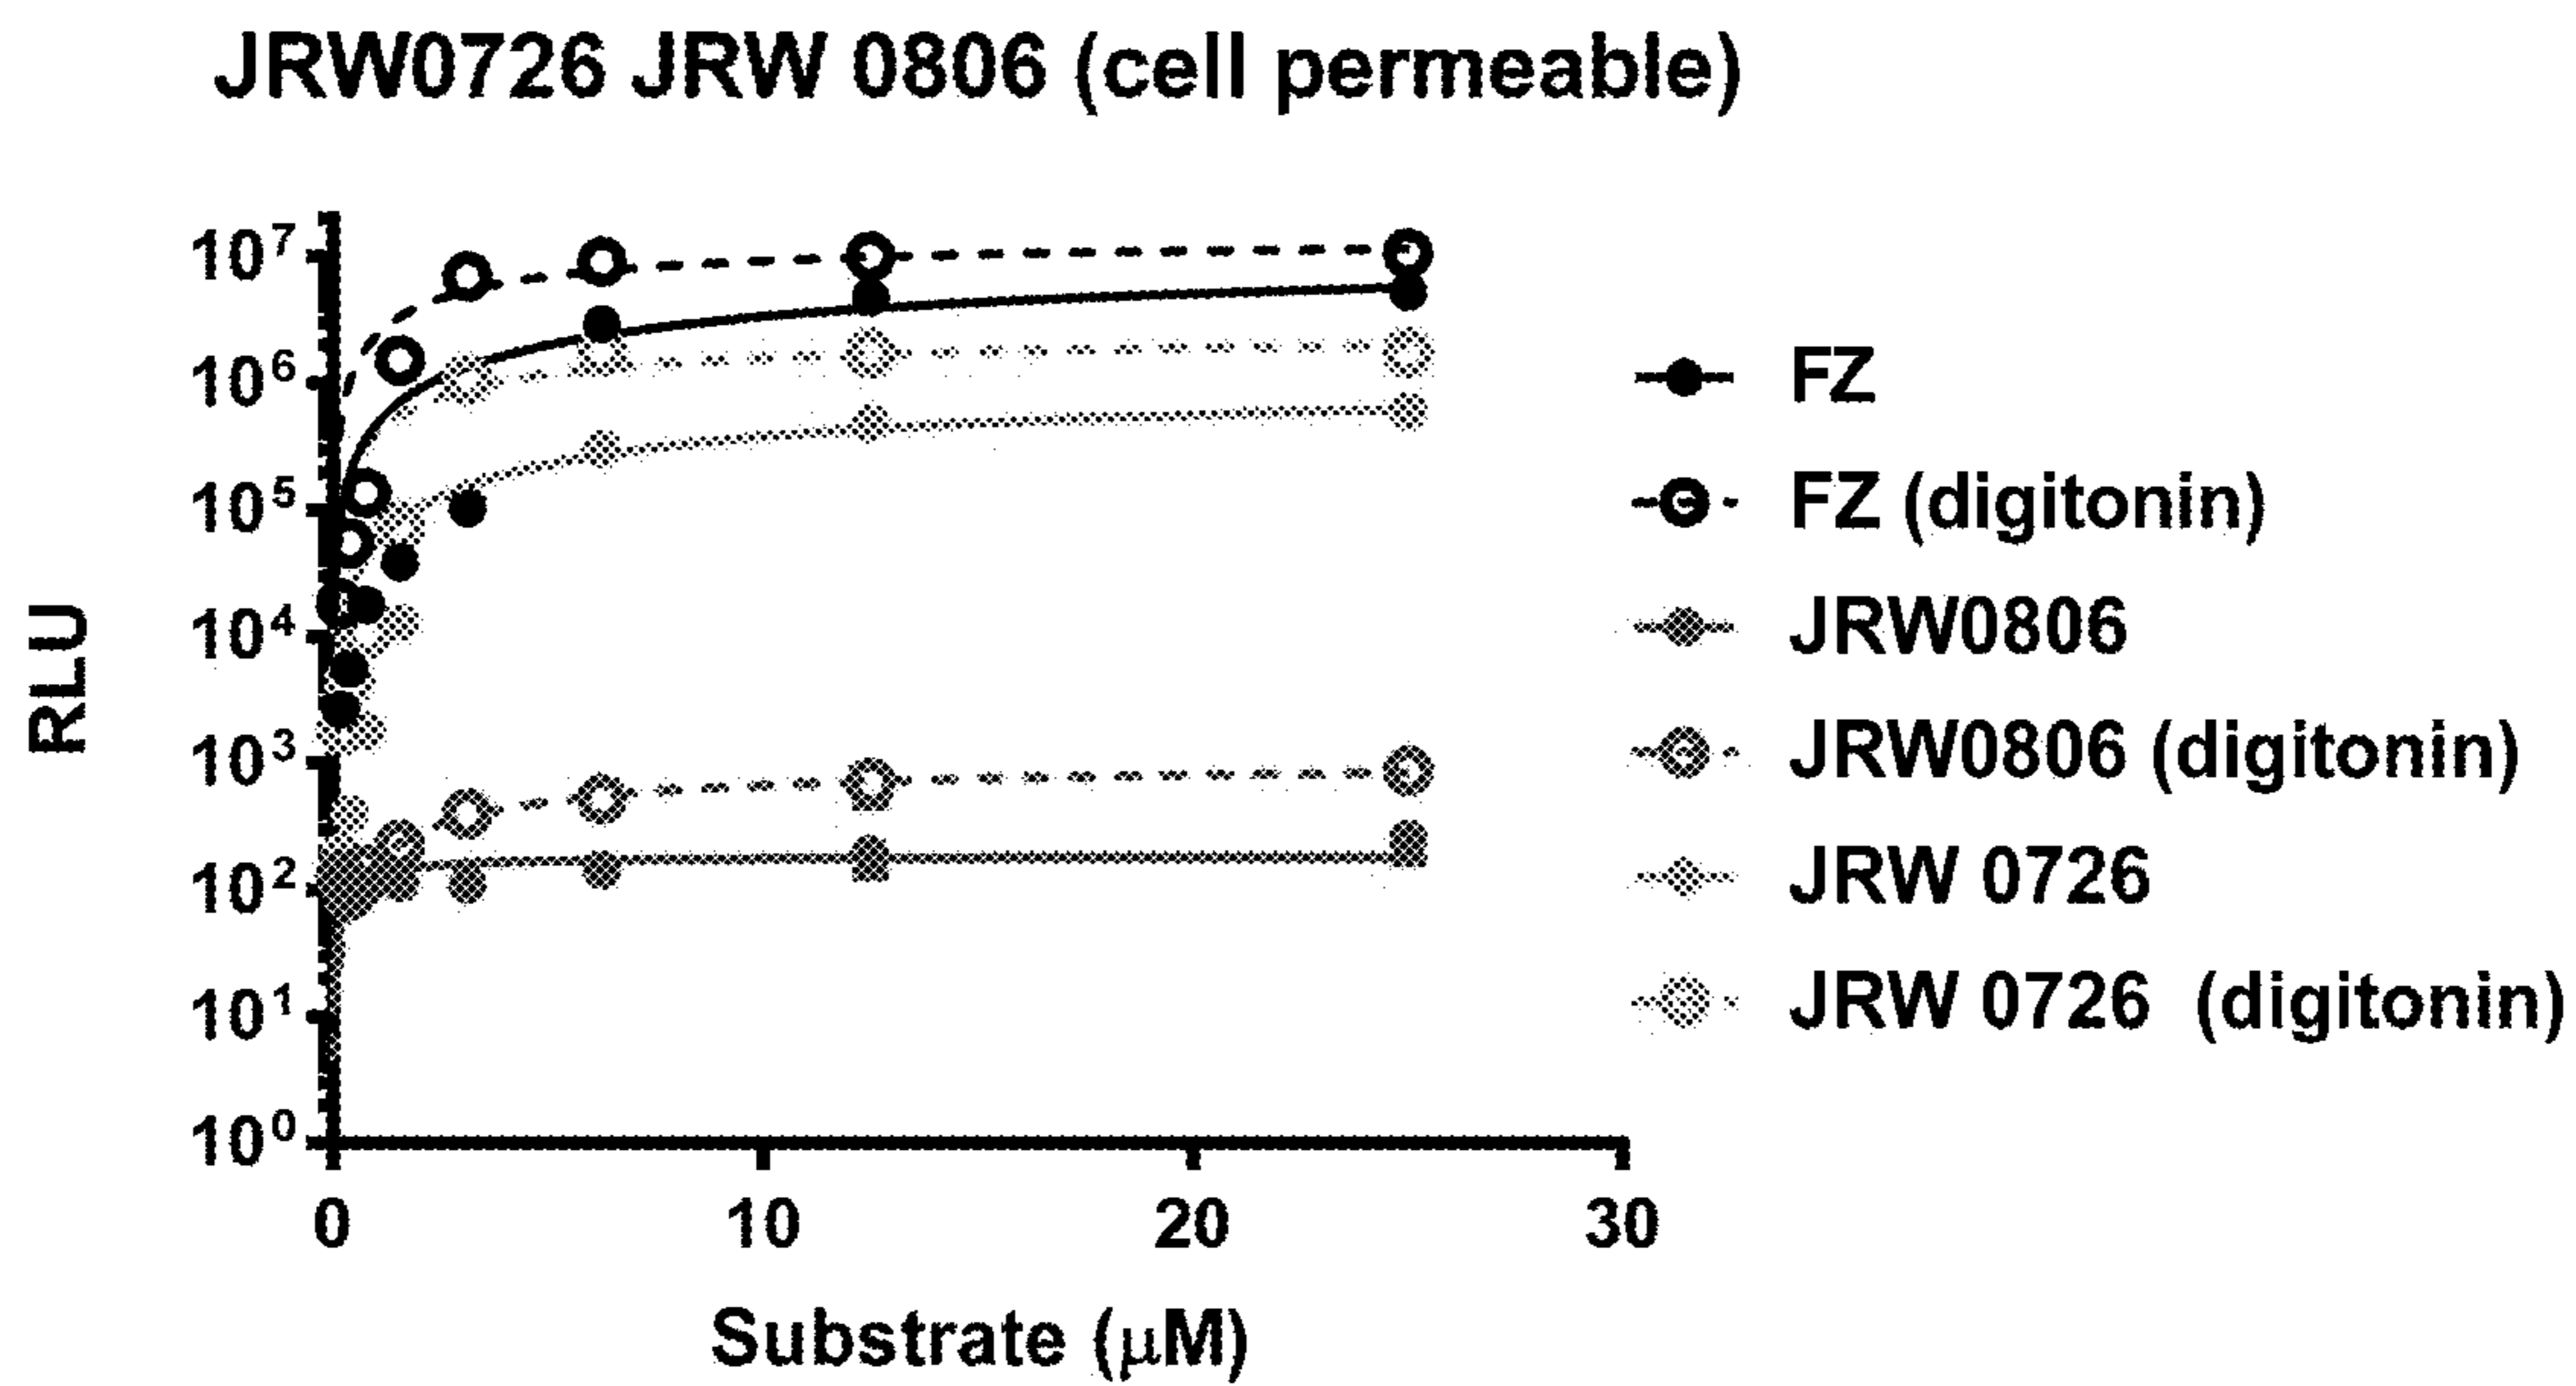 JRW0726 JRW 0806 (cell permeable)
10⁷
10⁶
10⁵
10⁴
10³
10²
10¹
10⁰
RLU
0
10
20
30
Substrate (μM)
FZ
FZ (digitonin)
JRW0806
JRW0806 (digitonin)
JRW 0726
JRW 0726 (digitonin)